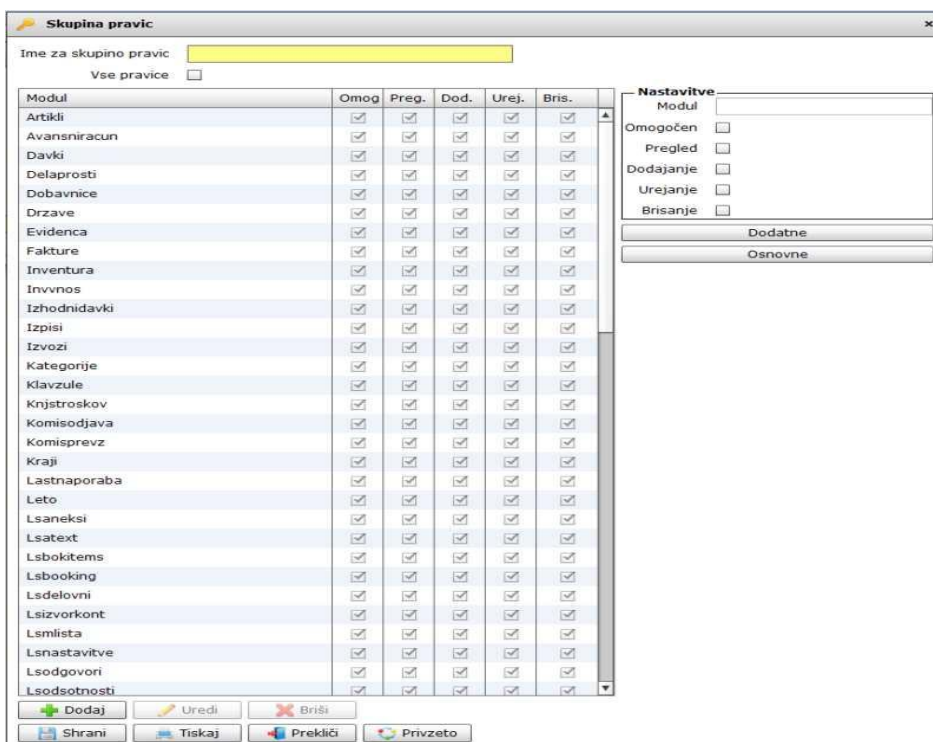 Skupina pravic
Ime za skupino pravic
Vse pravice
Modul Omog Preg. Dod. Urej. Bris.
Artikli
Avansniracun
Davki
Delaprosti
Dobavnice
Drzave
Evidenca
Fakture
Inventura
Invvnos
Izhodnidavki
Izpisi
Izvozi
Kategorije
Klavzule
Knjstroskov
Komisodjava
Komisprevz
Kraji
Lastnaporaba
Leto
Lsaneksi
Lsatext
Lsbokitems
Lsbooking
Lsdelovni
Lsizvorkont
Lsmlista
Lsnastavitve
Lsodgovori
Lsodsotnosti
Nastavitve
Modul
Omogočen
Pregled
Dodajanje
Urejanje
Brisanje
Dodatne
Osnovne
Dodaj Uredi Briši
Shrani Tiskaj Prekliči Privzeto